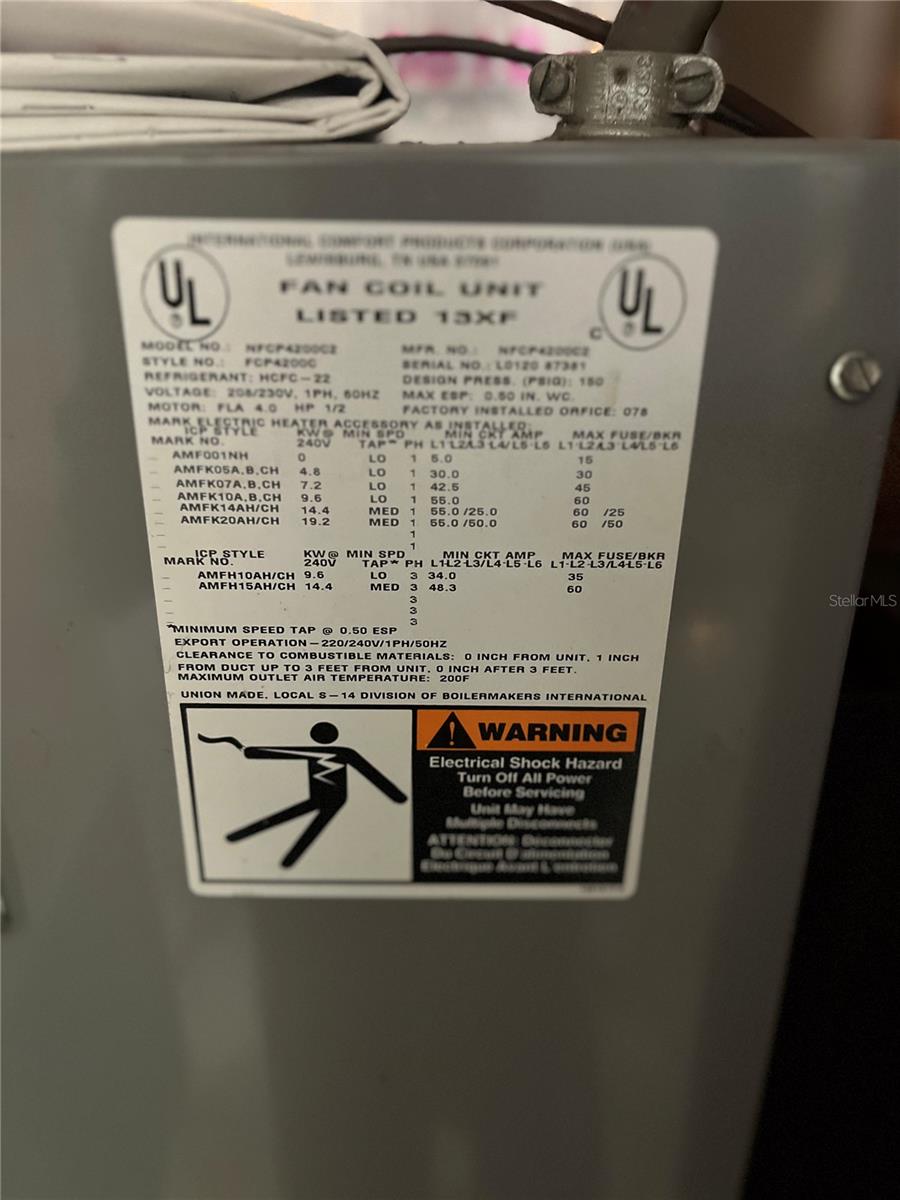 INTERNATIONAL COMFORT PRODUCTS CORPORATION (USA)
LEWISBURG, TN USA 37091
UL
UL
C
FAN COIL UNIT
LISTED 13XF
MODEL NO.: NFCP4200C2 MFR. NO.: NFCP4200C2
STYLE NO.: FCP4200C SERIAL NO.: L0120 87381
REFRIGERANT: HCFC-22 DESIGN PRESS. (PSIG): 150
VOLTAGE: 208/230V, 1PH, 60HZ MAX ESP: 0.50 IN. WC.
MOTOR: FLA 4.0 HP 1/2 FACTORY INSTALLED ORFICE: 078
MARK ELECTRIC HEATER ACCESSORY AS INSTALLED:
ICP STYLE KW@ MIN SPD MIN CKT AMP MAX FUSE/BKR
MARK NO. 240V TAP* PH L1-L2/L3 L4/L5-L6 L1-L2/L3 L4/L5-L6
AMF001NH 0 LO 1 5.0 15
AMFK05A,B,CH 4.8 LO 1 30.0 30
AMFK07A,B,CH 7.2 LO 1 42.5 45
AMFK10A,B,CH 9.6 LO 1 55.0 60
AMFK14AH/CH 14.4 MED 1 55.0 /25.0 60 /25
AMFK20AH/CH 19.2 MED 1 55.0 /50.0 60 /50
1
1
ICP STYLE KW@ MIN SPD MIN CKT AMP MAX FUSE/BKR
MARK NO. 240V TAP* PH L1-L2-L3/L4-L5-L6 L1-L2-L3/L4-L5-L6
AMFH10AH/CH 9.6 LO 3 34.0 35
AMFH15AH/CH 14.4 MED 3 48.3 60
3
3
3
*MINIMUM SPEED TAP @ 0.50 ESP
EXPORT OPERATION-220/240V/1PH/50HZ
CLEARANCE TO COMBUSTIBLE MATERIALS: 0 INCH FROM UNIT, 1 INCH
FROM DUCT UP TO 3 FEET FROM UNIT, 0 INCH AFTER 3 FEET.
MAXIMUM OUTLET AIR TEMPERATURE: 200F
UNION MADE, LOCAL S-14 DIVISION OF BOILERMAKERS INTERNATIONAL
WARNING
Electrical Shock Hazard
Turn Off All Power
Before Servicing
Unit May Have
Multiple Disconnects
ATTENTION: Déconnecter
Du Circuit D'alimentation
Electrique Avant L'entretien
StellarMLS